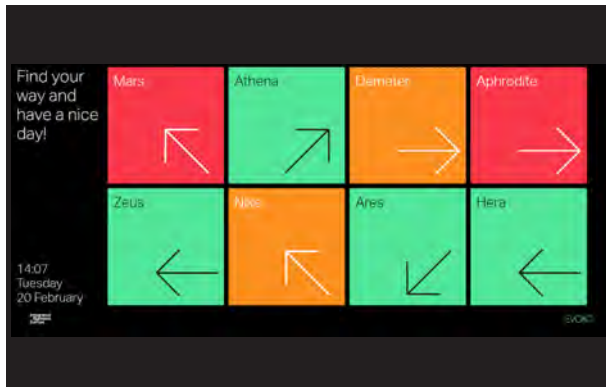 Find your
way and
have a nice
day!
Mars
Athena
Demeter
Aphrodite
Zeus
Nike
Ares
Hera
14:07
Tuesday
20 February
EVOKO